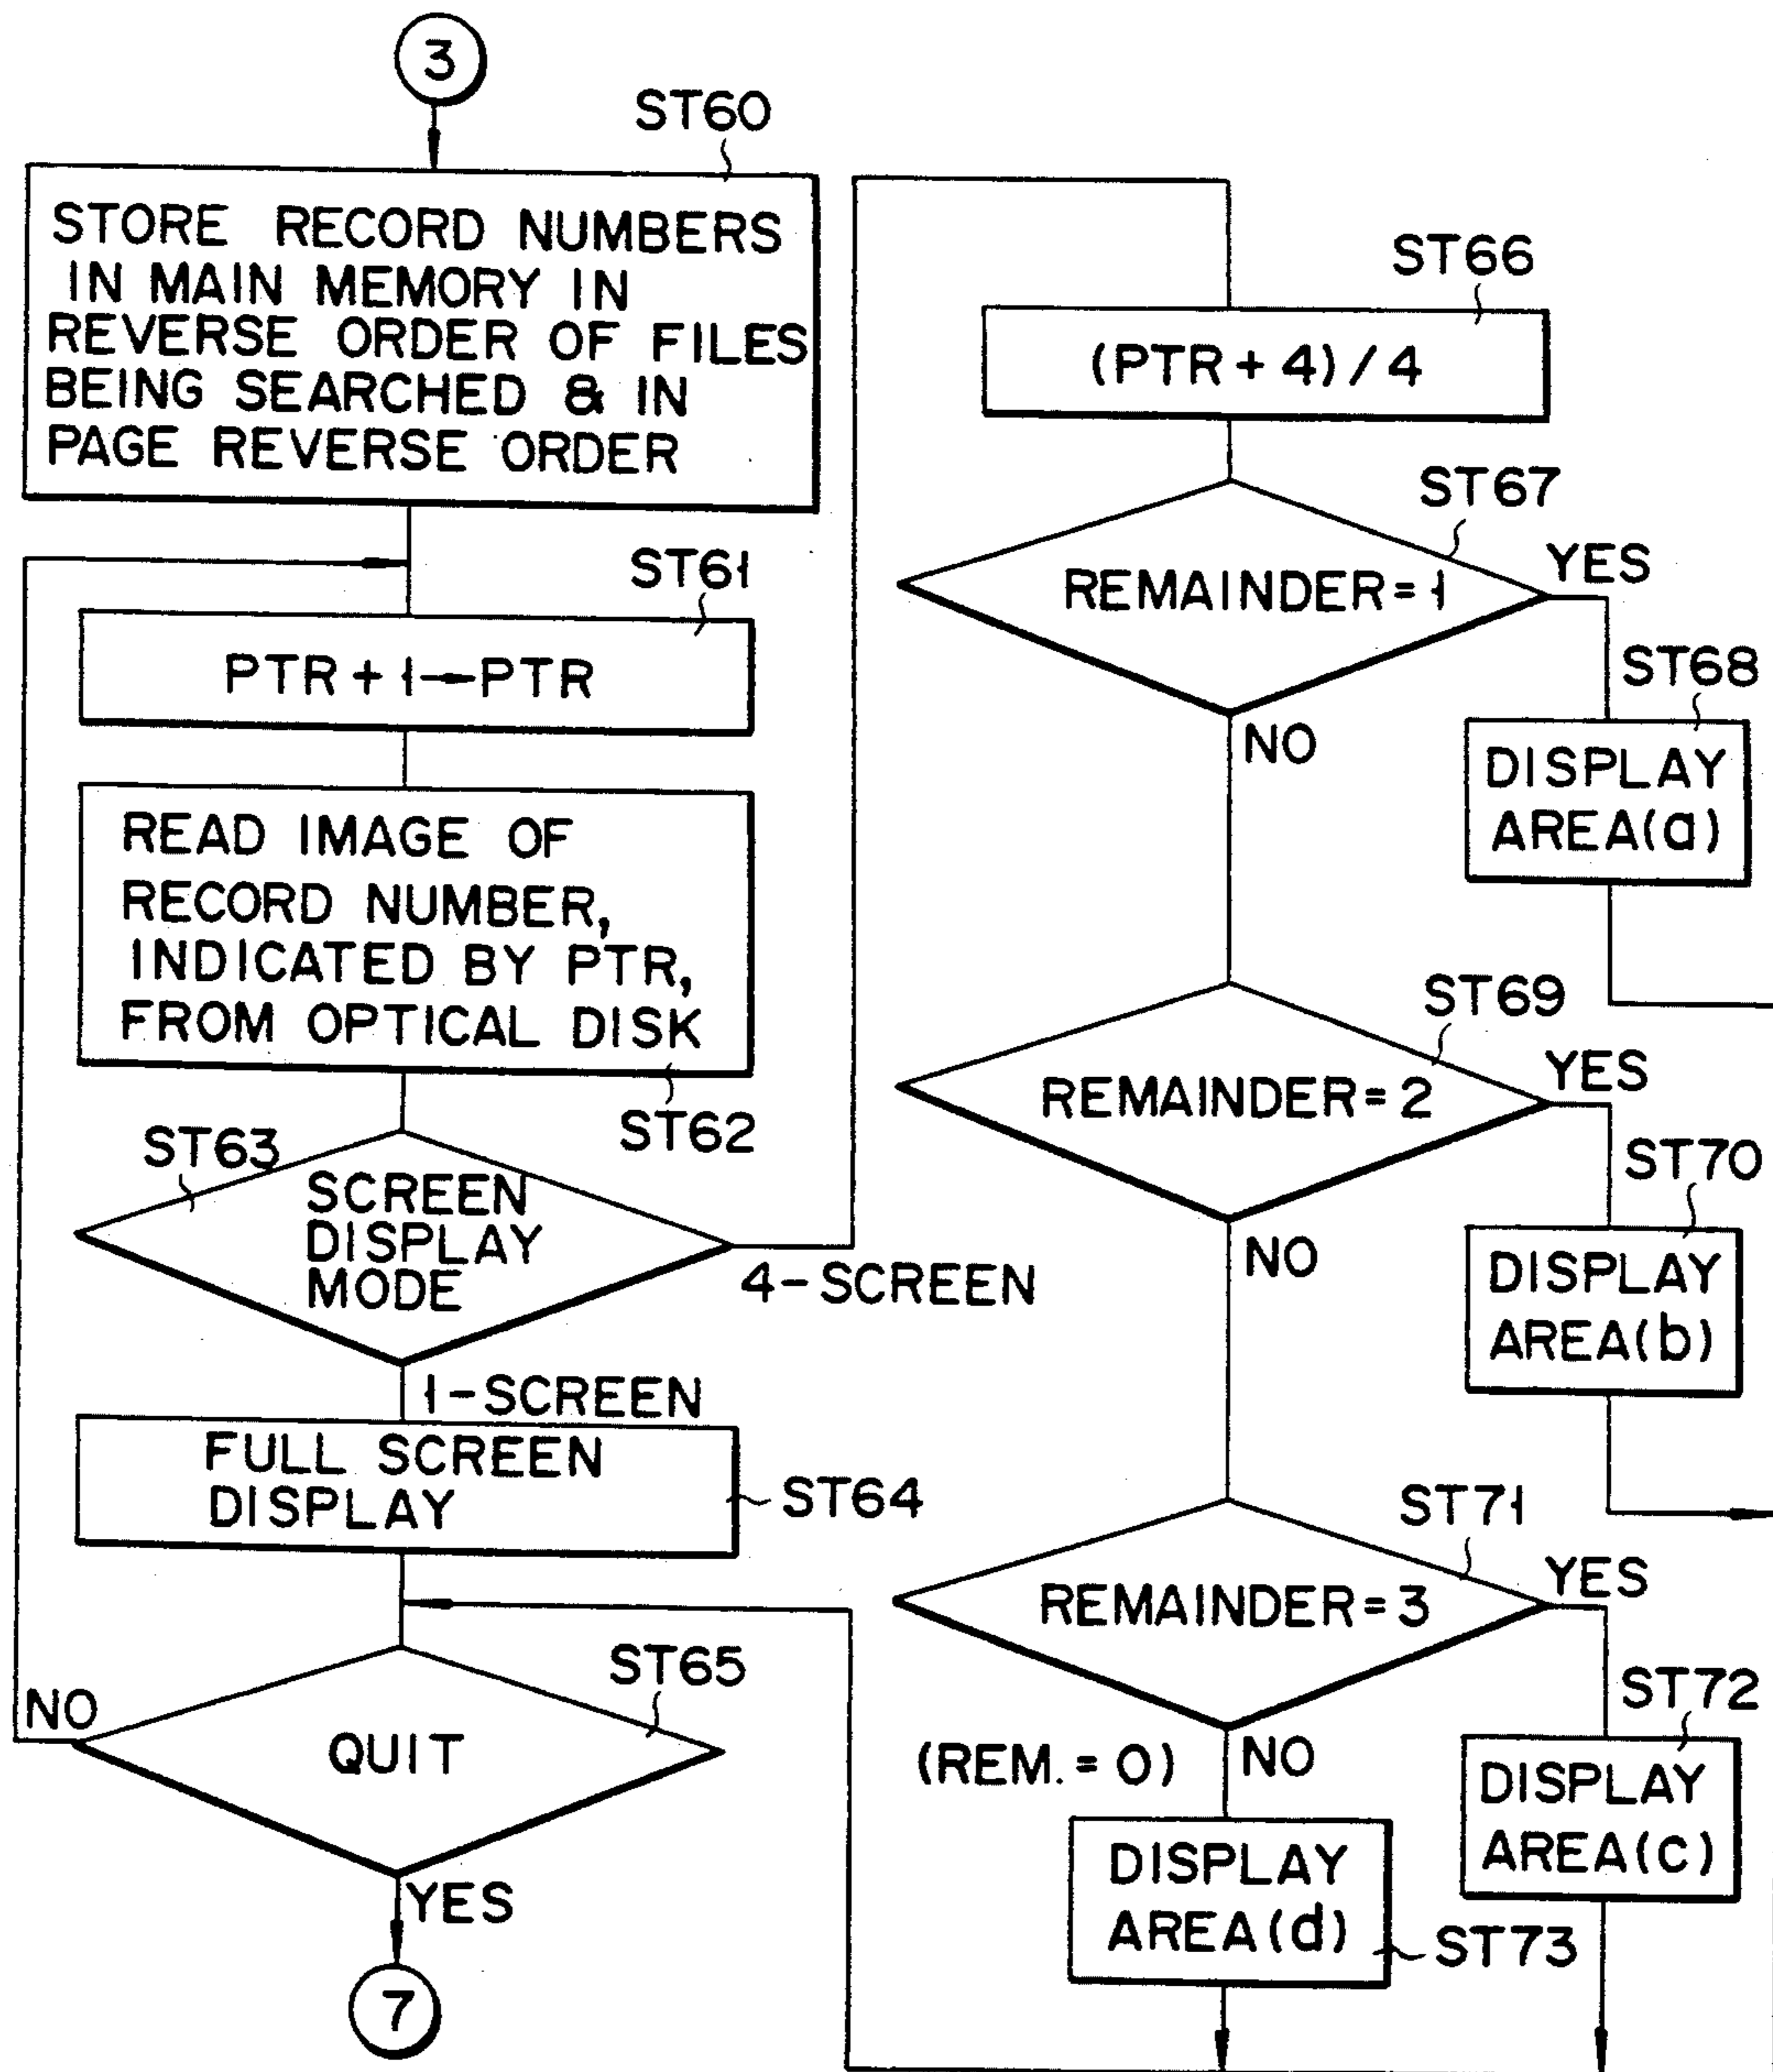 3
ST60
STORE RECORD NUMBERS
IN MAIN MEMORY IN
REVERSE ORDER OF FILES
BEING SEARCHED & IN
PAGE REVERSE ORDER
ST61
PTR + 1→PTR
READ IMAGE OF
RECORD NUMBER,
INDICATED BY PTR,
FROM OPTICAL DISK
ST62
ST63
SCREEN
DISPLAY
MODE
4-SCREEN
1-SCREEN
FULL SCREEN
DISPLAY
ST64
ST65
NO
QUIT
YES
7
ST66
(PTR + 4) / 4
ST67
REMAINDER = 1
YES
NO
ST68
DISPLAY
AREA(a)
ST69
REMAINDER = 2
YES
NO
ST70
DISPLAY
AREA(b)
ST71
REMAINDER = 3
YES
(REM. = 0)
NO
ST72
DISPLAY
AREA(c)
DISPLAY
AREA(d)
ST73